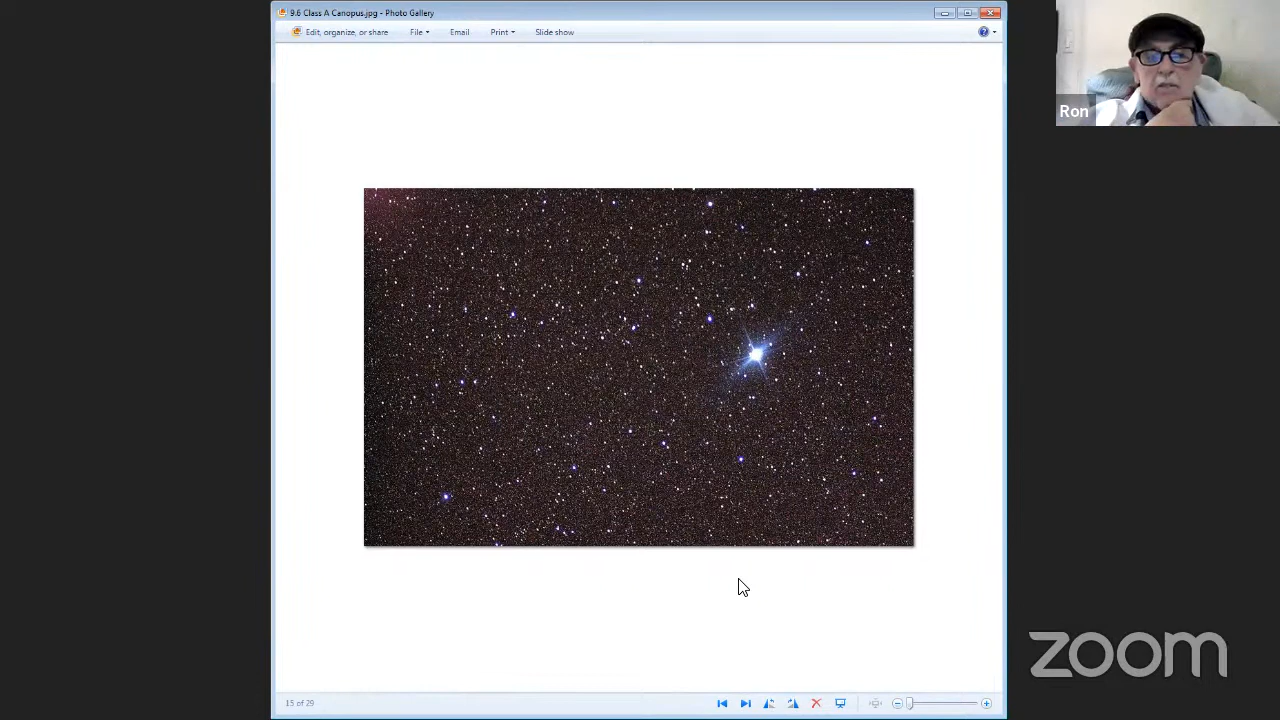 9.6 Class A Canopus.jpg - Photo Gallery
Edit, organize, or share File Email Print Slide show
Ron
zoom
15 of 29